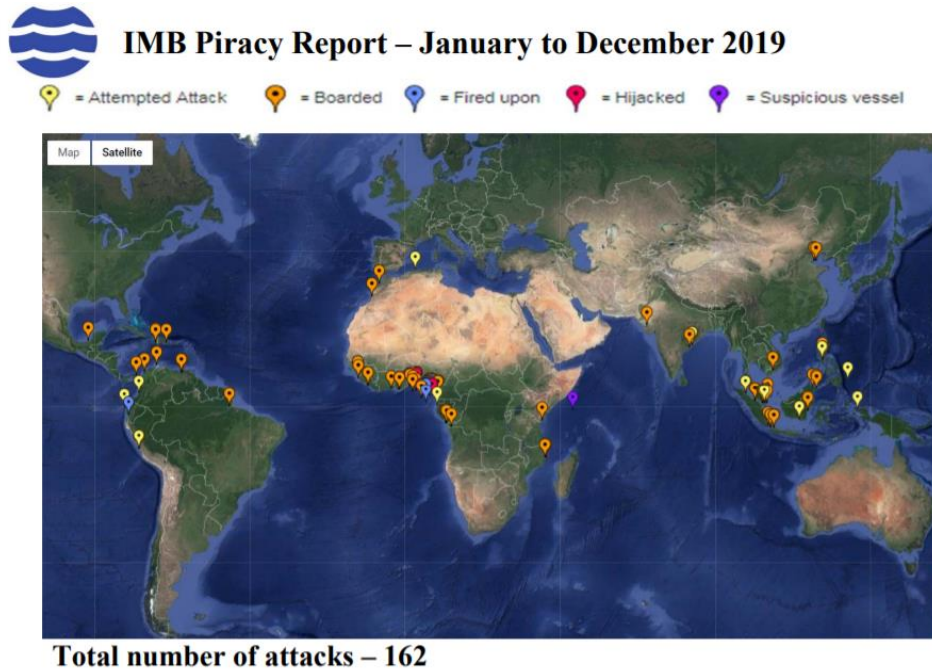 IMB Piracy Report – January to December 2019
= Attempted Attack = Boarded = Fired upon = Hijacked = Suspicious vessel
Map Satellite
Total number of attacks – 162